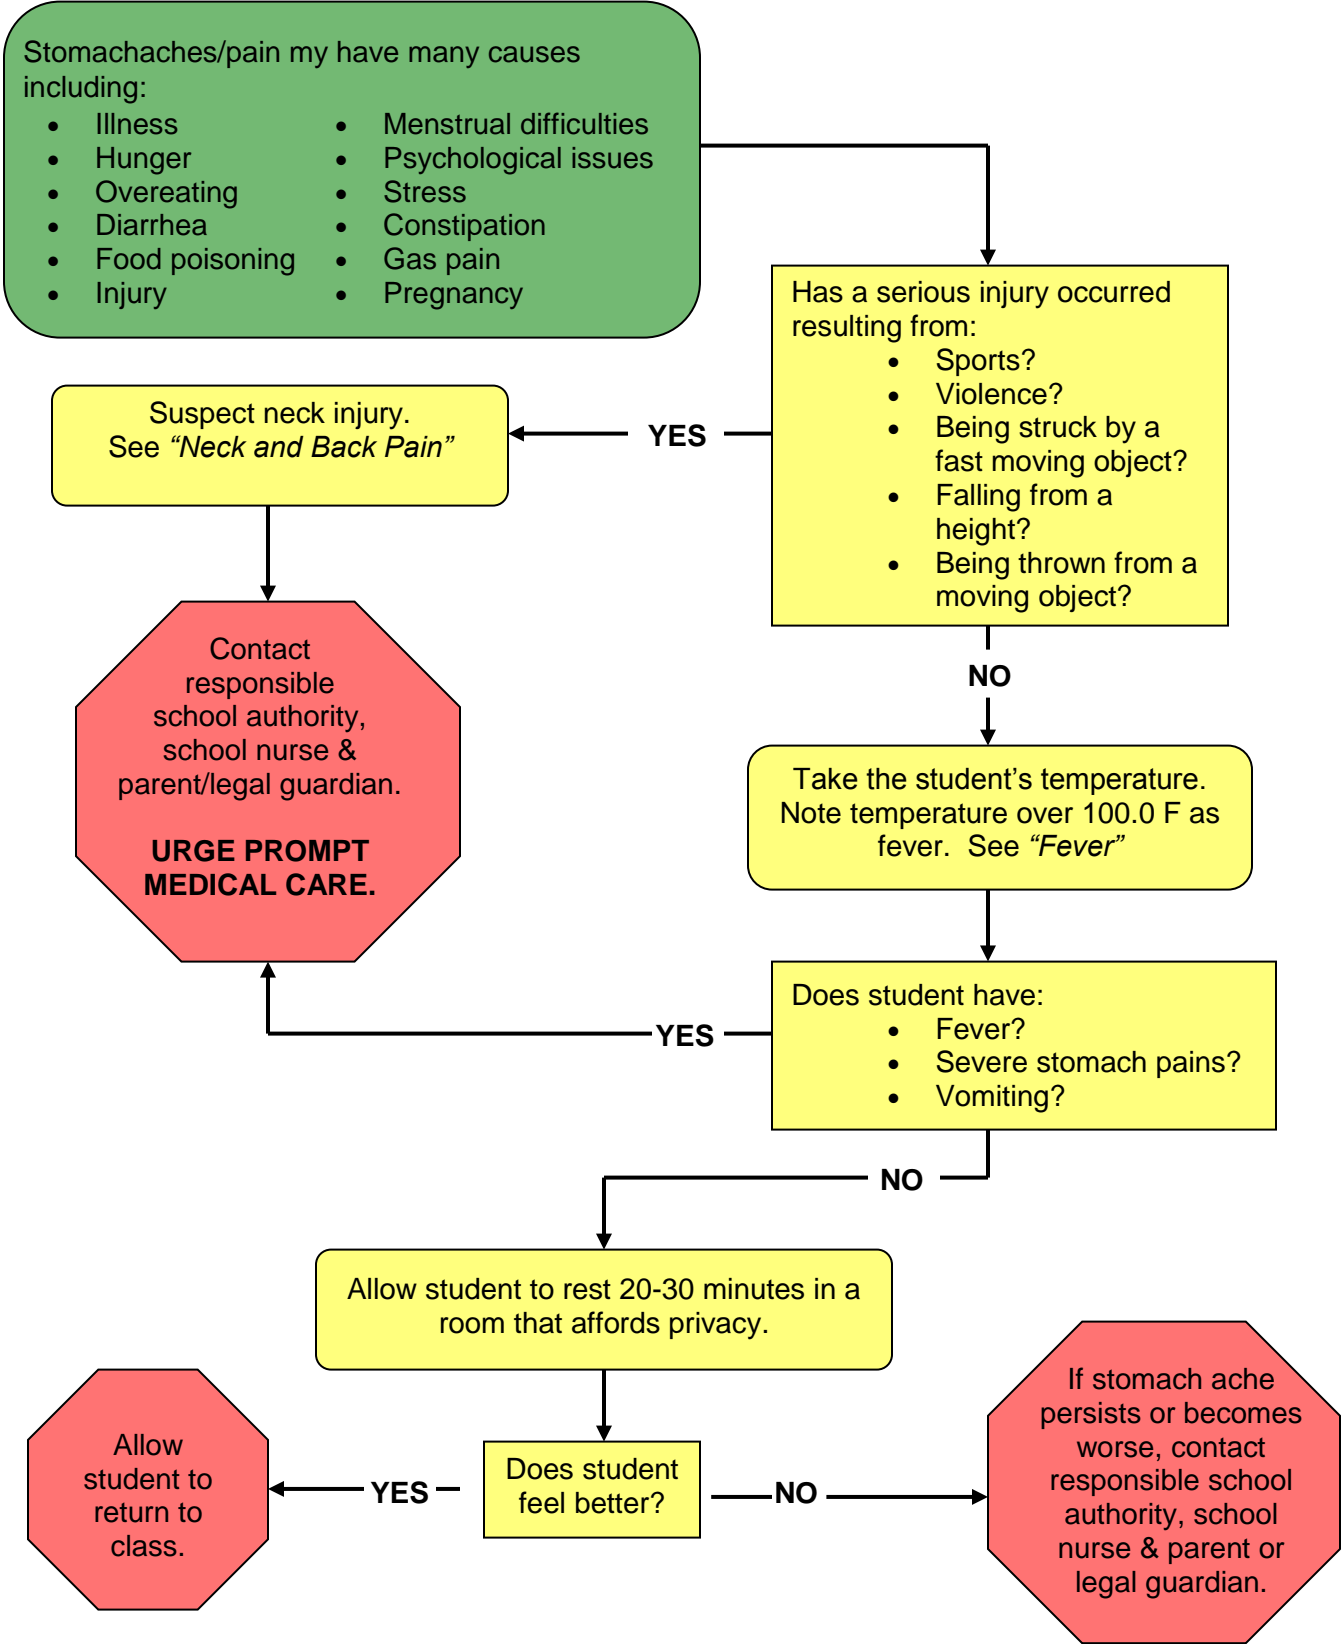 Stomachaches/pain my have many causes
including:
• Illness
• Hunger
• Overeating
• Diarrhea
• Food poisoning
• Injury
• Menstrual difficulties
• Psychological issues
• Stress
• Constipation
• Gas pain
• Pregnancy
Has a serious injury occurred
resulting from:
• Sports?
• Violence?
• Being struck by a
fast moving object?
• Falling from a
height?
• Being thrown from a
moving object?
YES
Suspect neck injury.
See “Neck and Back Pain”
Contact
responsible
school authority,
school nurse &
parent/legal guardian.
URGE PROMPT
MEDICAL CARE.
NO
Take the student’s temperature.
Note temperature over 100.0 F as
fever. See “Fever”
Does student have:
• Fever?
• Severe stomach pains?
• Vomiting?
YES
NO
Allow student to rest 20-30 minutes in a
room that affords privacy.
Does student
feel better?
YES
Allow
student to
return to
class.
NO
If stomach ache
persists or becomes
worse, contact
responsible school
authority, school
nurse & parent or
legal guardian.